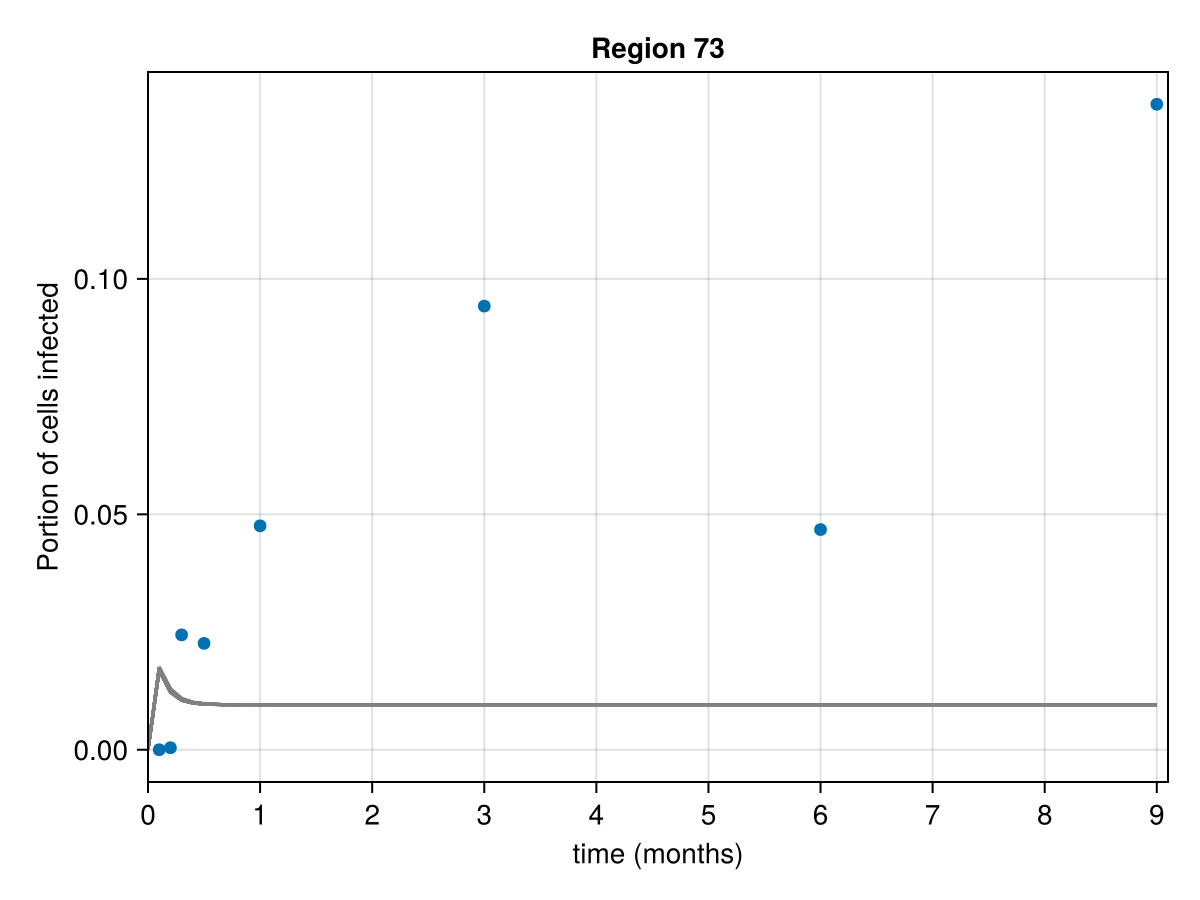 Region 73
Portion of cells infected
0.10
0.05
0.00
0 1 2 3 4 5 6 7 8 9
time (months)